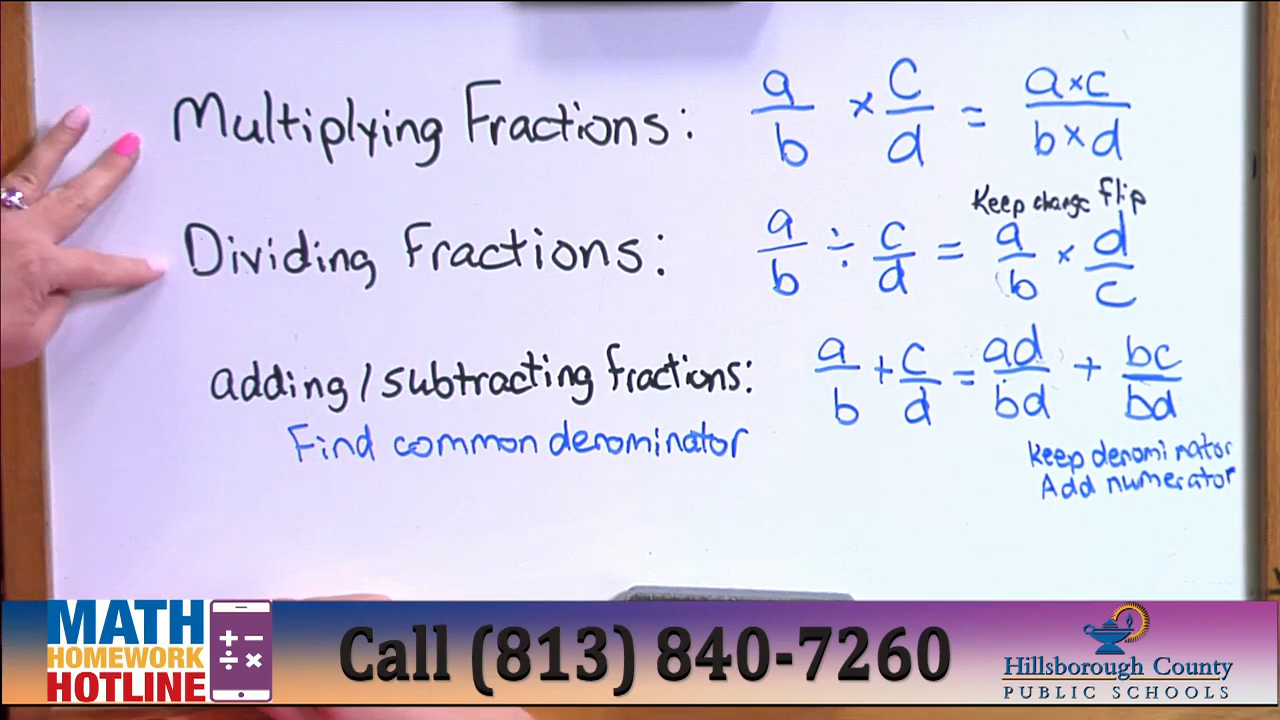 Multiplying Fractions: a/b × c/d = a×c/b×d
Keep change flip
Dividing Fractions: a/b ÷ c/d = a/b × d/c
adding/subtracting fractions: a/b + c/d = ad/bd + bc/bd
Find common denominator
Keep denominator
Add numerator
MATH
HOMEWORK
HOTLINE
+ −
÷ ×
Call (813) 840-7260
Hillsborough County
PUBLIC SCHOOLS